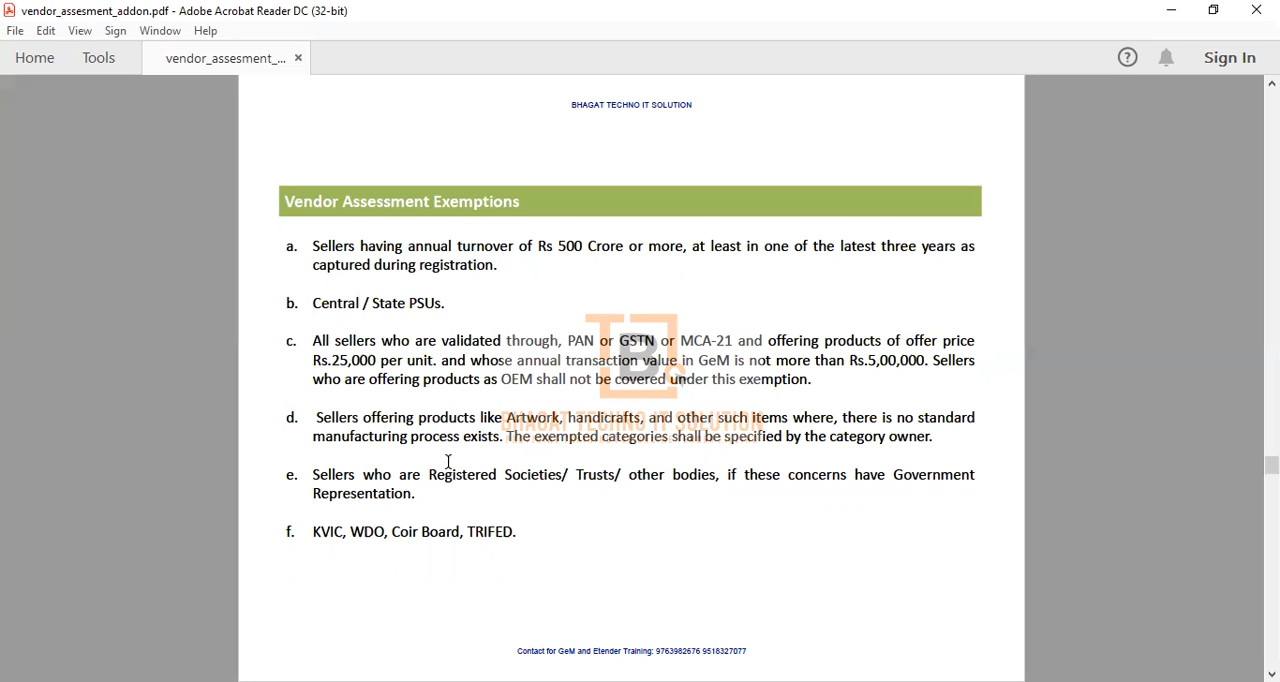 vendor_assesment_addon.pdf - Adobe Acrobat Reader DC (32-bit)
File Edit View Sign Window Help
Home Tools vendor_assesment_... × Sign In
BHAGAT TECHNO IT SOLUTION
Vendor Assessment Exemptions
a. Sellers having annual turnover of Rs 500 Crore or more, at least in one of the latest three years as
captured during registration.
b. Central / State PSUs.
c. All sellers who are validated through, PAN or GSTN or MCA-21 and offering products of offer price
Rs.25,000 per unit. and whose annual transaction value in GeM is not more than Rs.5,00,000. Sellers
who are offering products as OEM shall not be covered under this exemption.
B
d. Sellers offering products like Artwork, handicrafts, and other such items where, there is no standard
BHAGAT TECHNO IT SOLUTION
manufacturing process exists. The exempted categories shall be specified by the category owner.
e. Sellers who are Registered Societies/ Trusts/ other bodies, if these concerns have Government
Representation.
f. KVIC, WDO, Coir Board, TRIFED.
Contact for GeM and Etender Training: 9763982676 9518327077